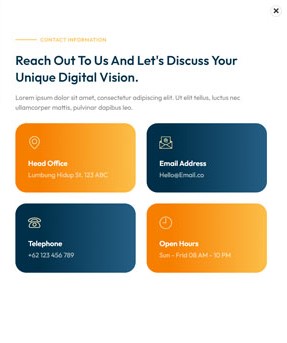 CONTACT INFORMATION
Reach Out To Us And Let's Discuss Your
Unique Digital Vision.
Lorem ipsum dolor sit amet, consectetur adipiscing elit. Ut elit tellus, luctus nec
ullamcorper mattis, pulvinar dapibus leo.
Head Office
Lumbung Hidup St. 123 ABC
Email Address
Hello@Email.co
Telephone
+62 123 456 789
Open Hours
Sun - Frid 08 AM - 10 PM